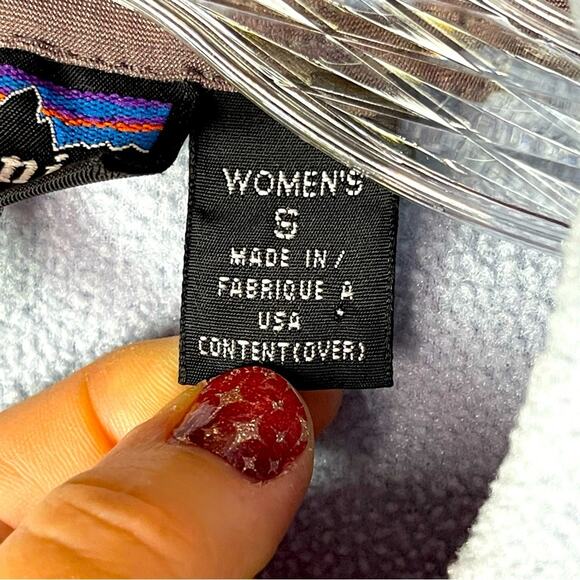 WOMEN'S
S
MADE IN /
FABRIQUE A
USA
CONTENT(OVER)